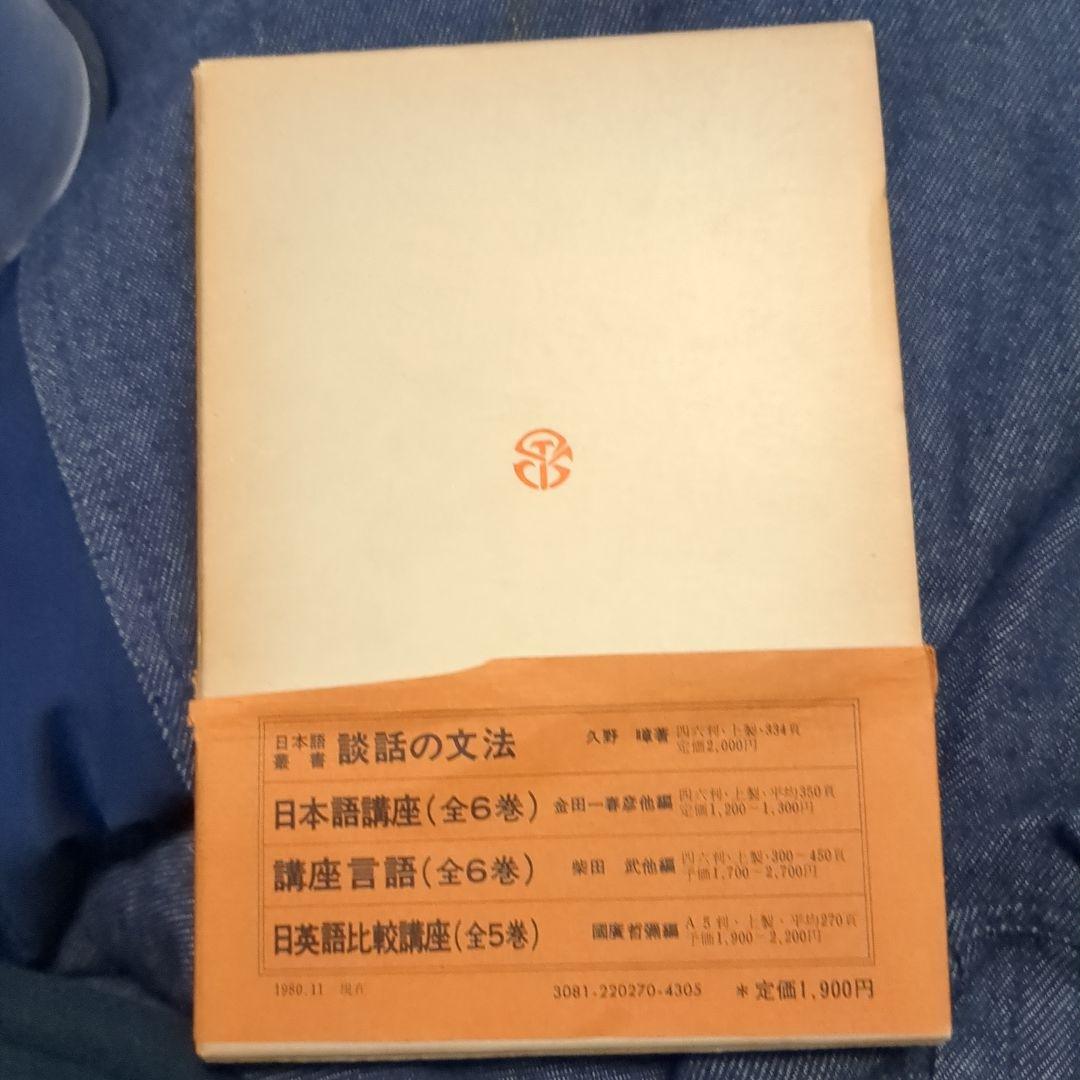 日本語叢書 談話の文法 久野 暲著 四六判・上製・334頁 定価2,000円
日本語講座(全6巻) 金田一春彦他編 四六判・上製・平均350頁 定価1,200－1,300円
講座言語(全6巻) 柴田 武他編 四六判・上製・300－450頁 予価1,700－2,700円
日英語比較講座(全5巻) 國廣哲彌編 A5判・上製・平均270頁 予価1,900－2,200円
1980.11 現在 3081-220270-4305 ＊定価1,900円